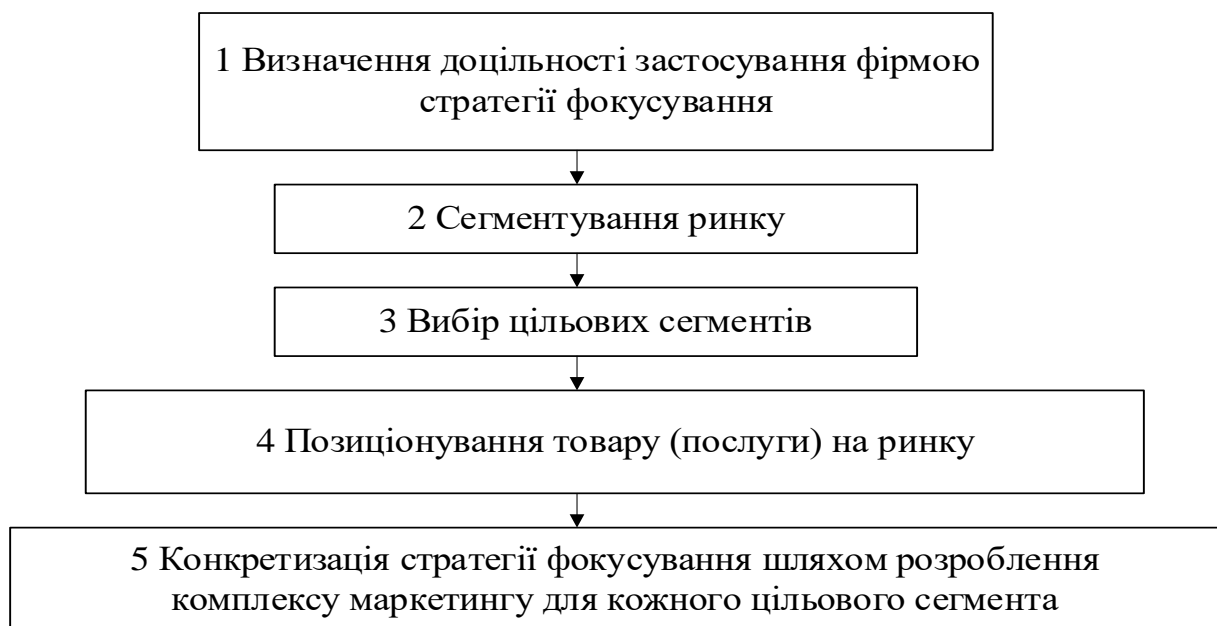 1 Визначення доцільності застосування фірмою
стратегії фокусування
2 Сегментування ринку
3 Вибір цільових сегментів
4 Позиціонування товару (послуги) на ринку
5 Конкретизація стратегії фокусування шляхом розроблення
комплексу маркетингу для кожного цільового сегмента